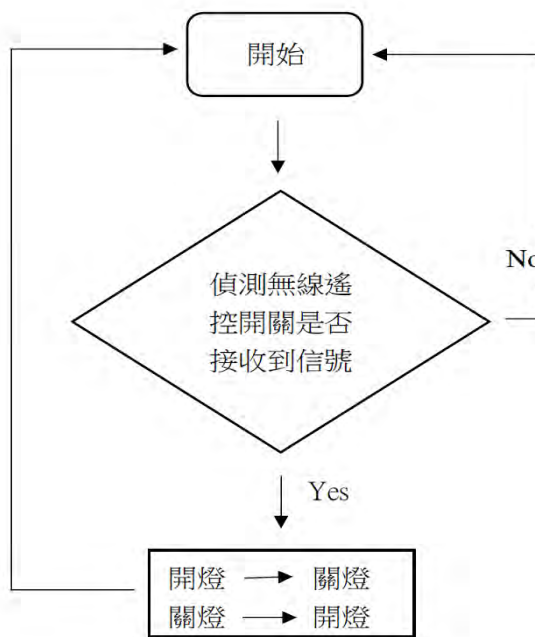 開始
偵測無線遙
控開關是否
接收到信號
No
Yes
開燈 → 關燈
關燈 → 開燈